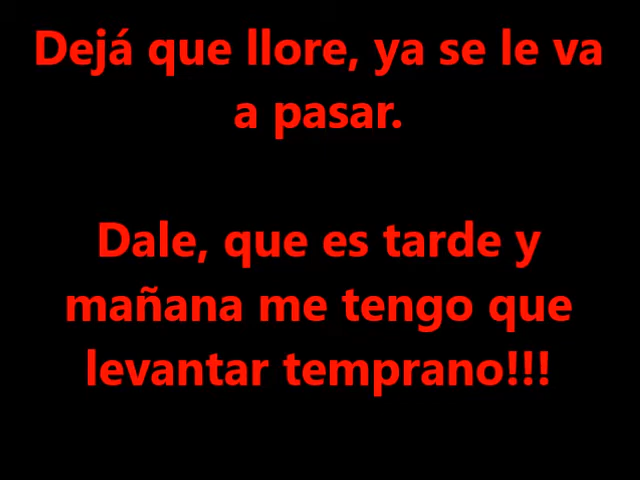 Dejá que llore, ya se le va
a pasar.
Dale, que es tarde y
mañana me tengo que
levantar temprano!!!